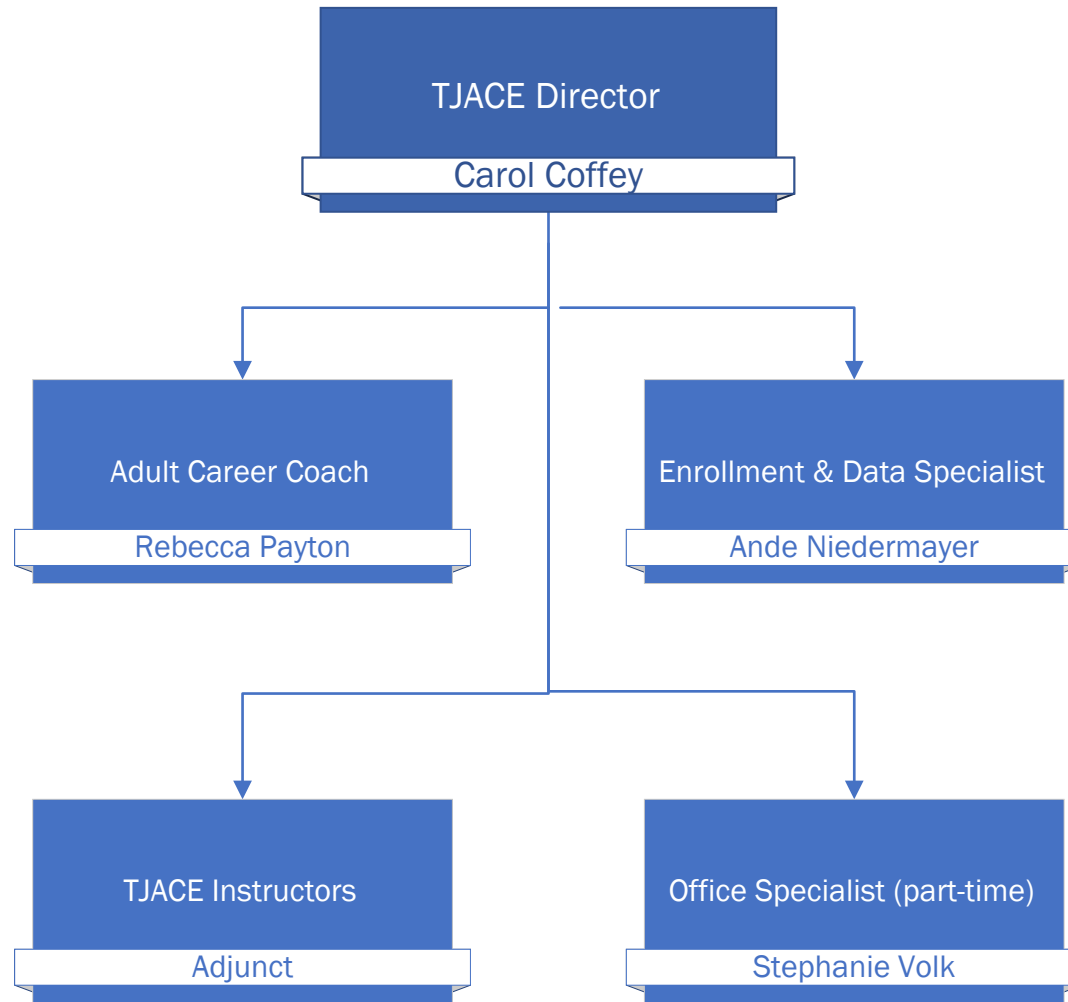 TJACE Director
Carol Coffey
Adult Career Coach
Rebecca Payton
Enrollment & Data Specialist
Ande Niedermayer
TJACE Instructors
Adjunct
Office Specialist (part-time)
Stephanie Volk